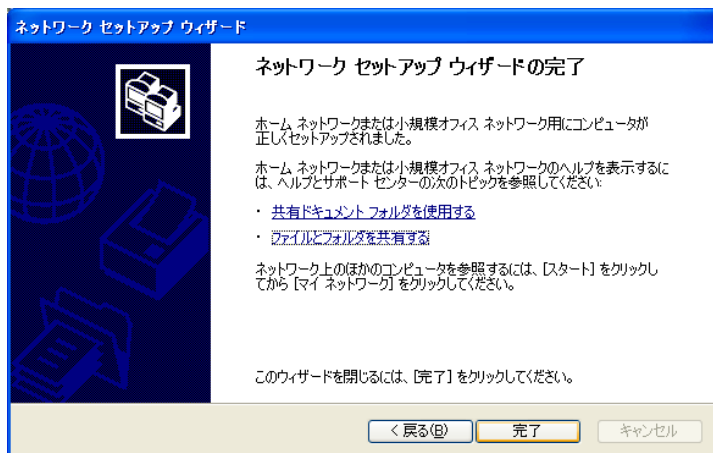 ネットワーク セットアップ ウィザード
ネットワーク セットアップ ウィザードの完了
ホーム ネットワークまたは小規模オフィス ネットワーク用にコンピュータが
正しくセットアップされました。
ホーム ネットワークまたは小規模オフィス ネットワークのヘルプを表示するに
は、ヘルプとサポート センターの次のトピックを参照してください:
・ 共有ドキュメント フォルダを使用する
・ ファイルとフォルダを共有する
ネットワーク上のほかのコンピュータを参照するには、[スタート] をクリックし
てから [マイ ネットワーク] をクリックしてください。
このウィザードを閉じるには、[完了] をクリックしてください。
< 戻る(B)
完了
キャンセル